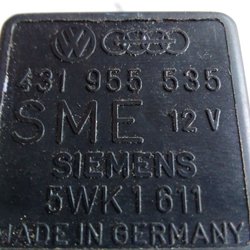 431 955 535
SME 12 V
SIEMENS
5WK1 611
MADE IN GERMANY